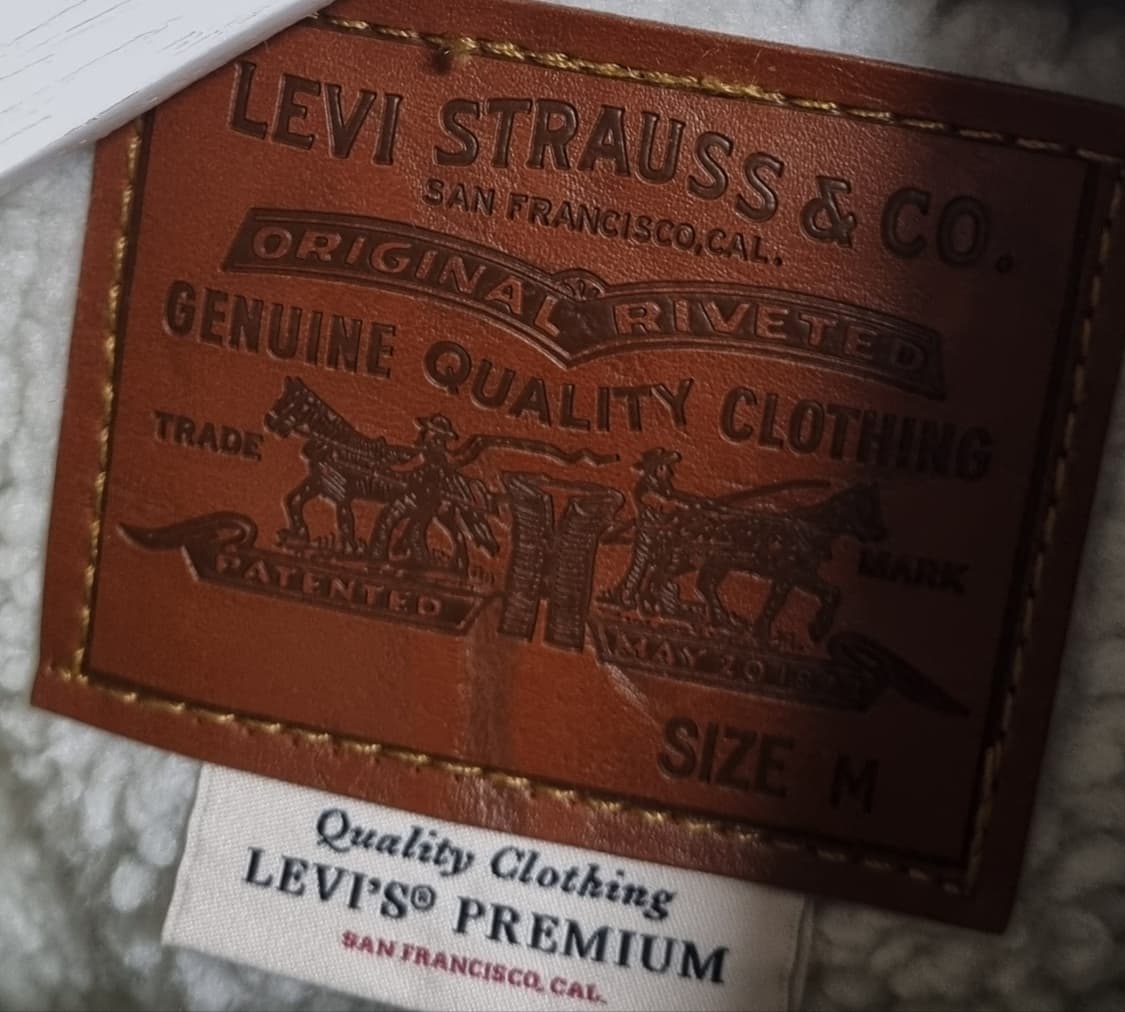 LEVI STRAUSS & CO.
SAN FRANCISCO, CAL.
ORIGINAL RIVETED
GENUINE QUALITY CLOTHING
TRADE MARK
PATENTED MAY 20 1873
SIZE M
Quality Clothing
LEVI'S® PREMIUM
SAN FRANCISCO, CAL.